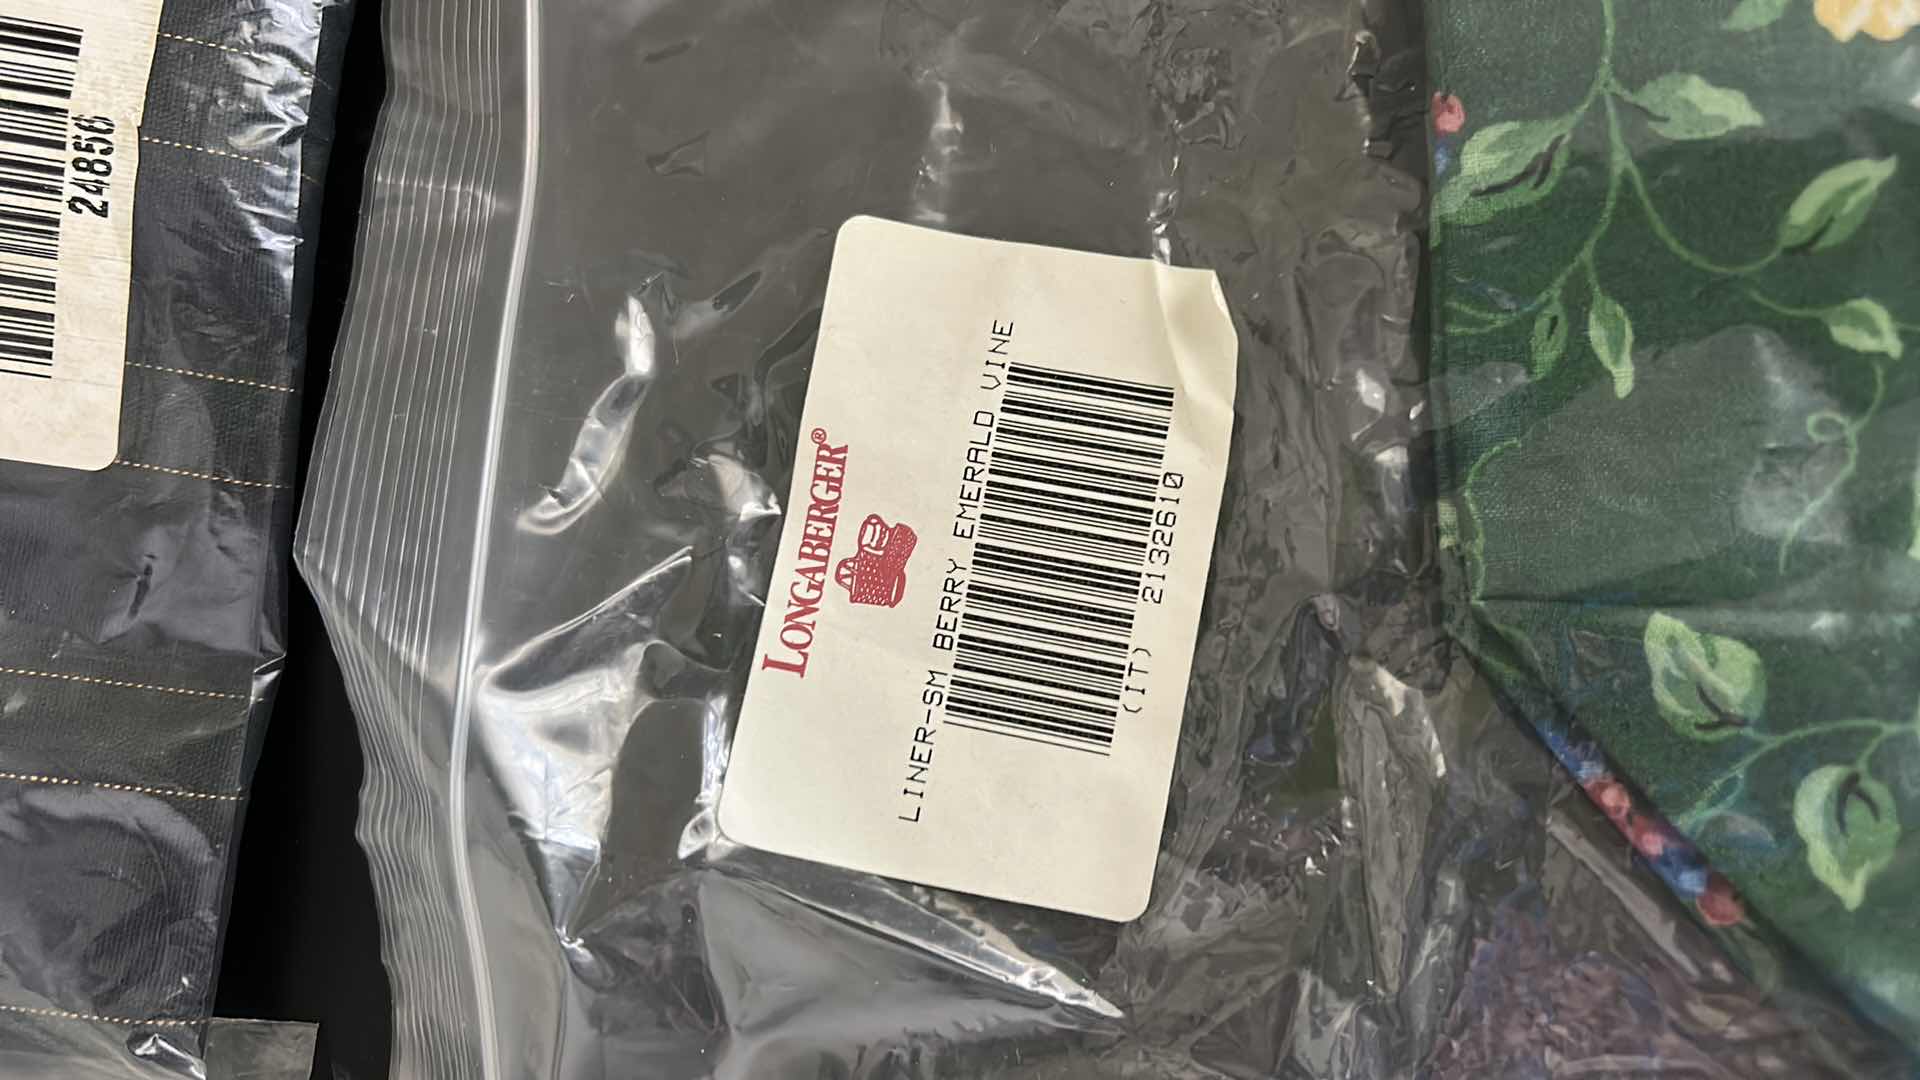 24856
LONGABERGER®
LINER-SM BERRY EMERALD VINE
(IT) 2132610